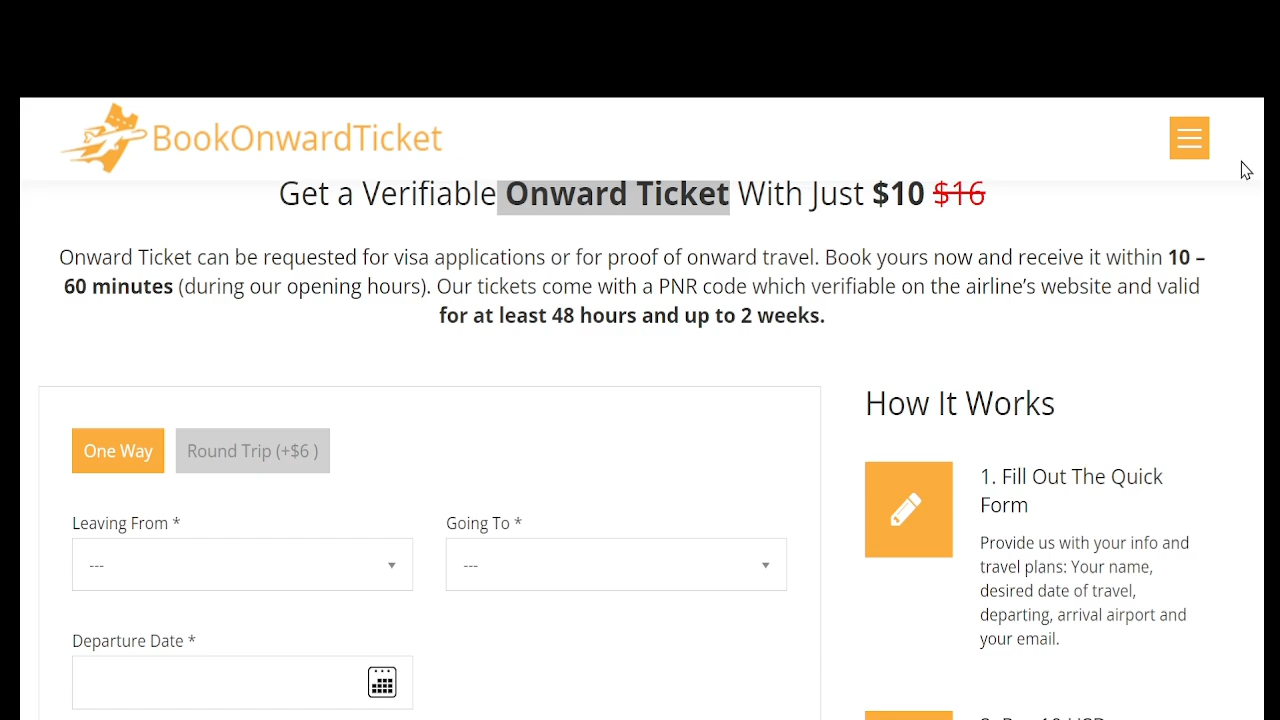 BookOnwardTicket
Get a Verifiable Onward Ticket With Just $10 $16
Onward Ticket can be requested for visa applications or for proof of onward travel. Book yours now and receive it within 10 –
60 minutes (during our opening hours). Our tickets come with a PNR code which verifiable on the airline’s website and valid
for at least 48 hours and up to 2 weeks.
One Way
Round Trip (+$6 )
Leaving From *
Going To *
---
---
Departure Date *
How It Works
1. Fill Out The Quick
Form
Provide us with your info and
travel plans: Your name,
desired date of travel,
departing, arrival airport and
your email.